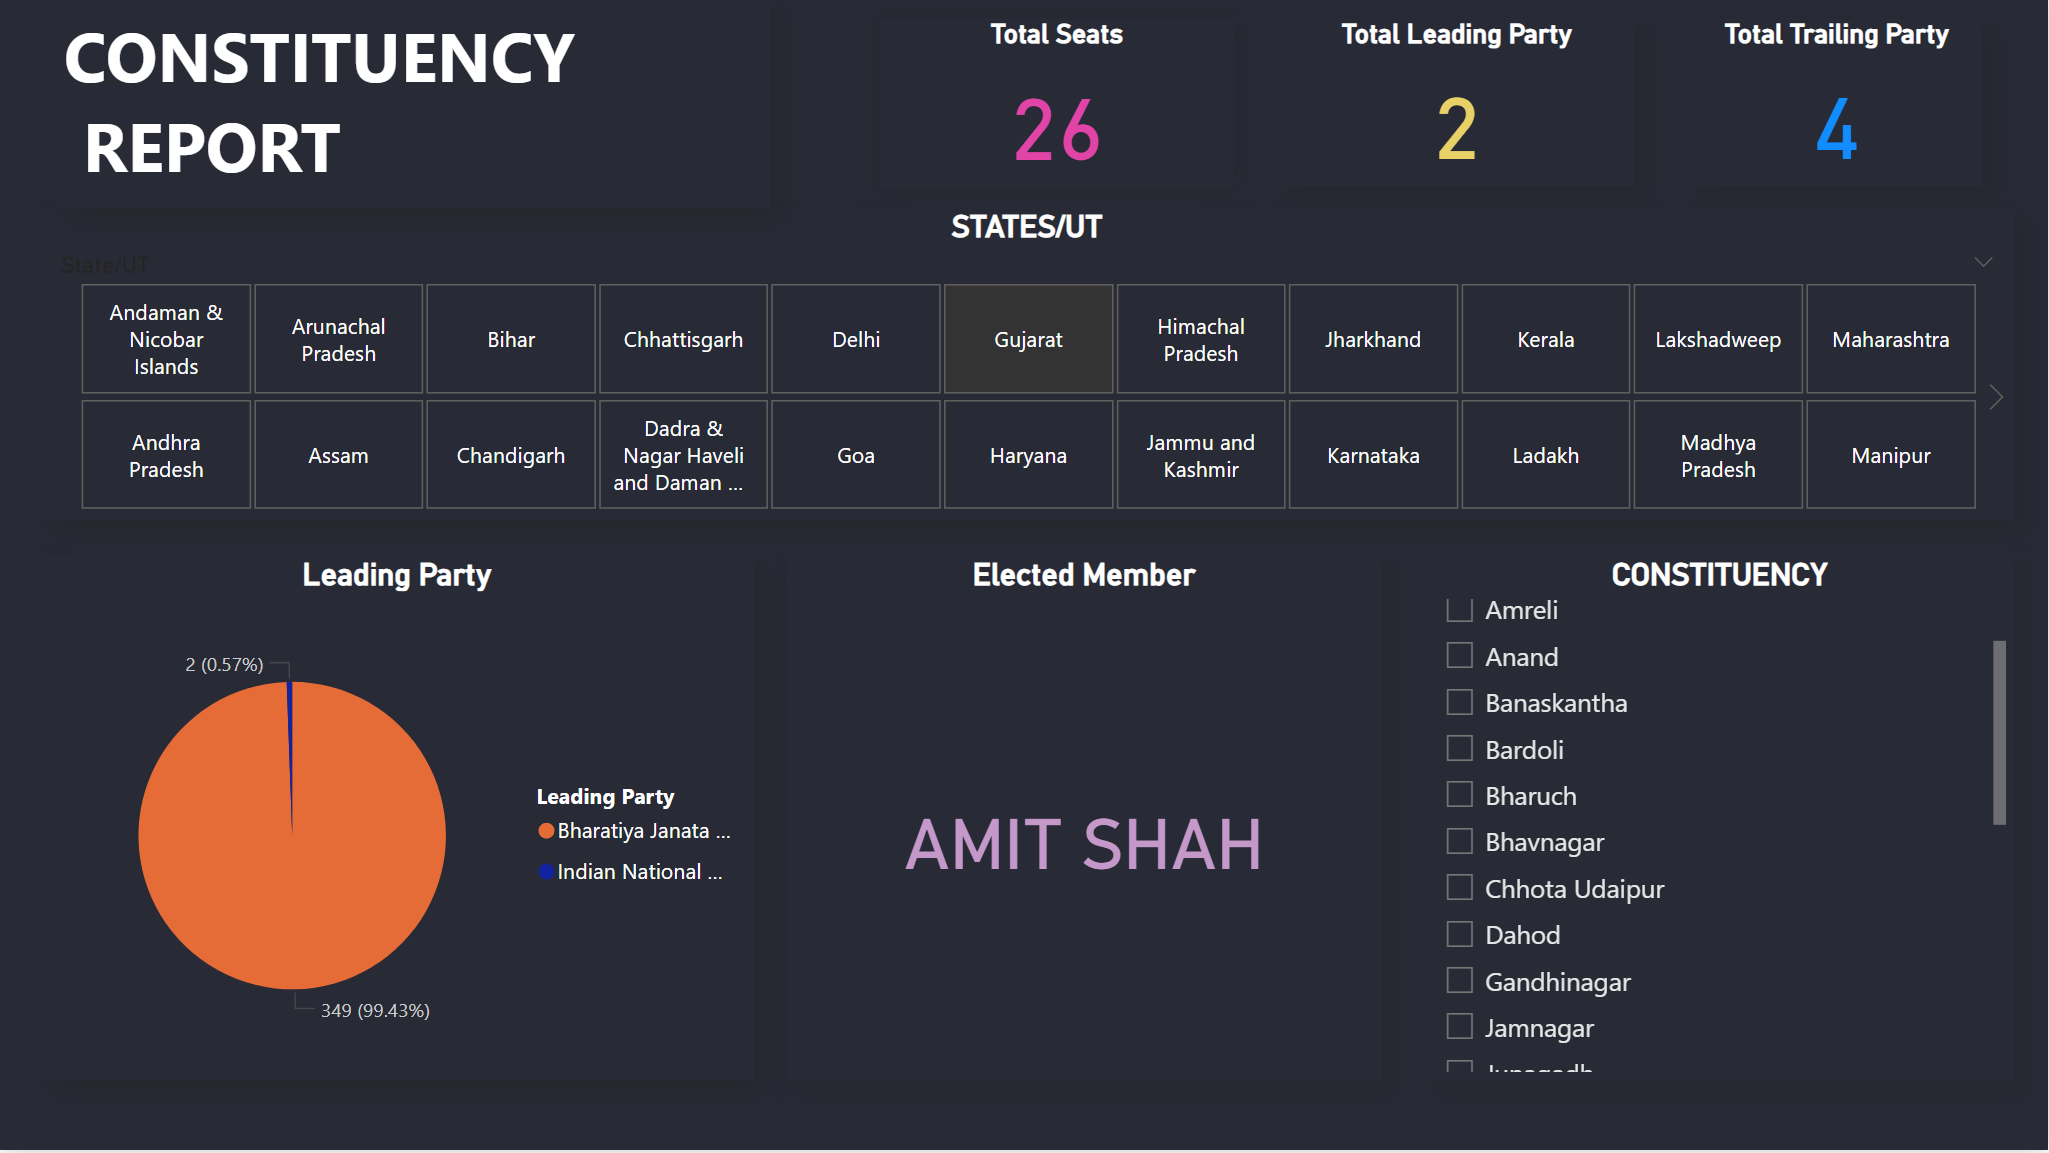 CONSTITUENCY
REPORT
Total Seats
26
Total Leading Party
2
Total Trailing Party
4
STATES/UT
State/UT
Andaman &
Nicobar
Islands
Arunachal
Pradesh
Bihar
Chhattisgarh
Delhi
Gujarat
Himachal
Pradesh
Jharkhand
Kerala
Lakshadweep
Maharashtra
Andhra
Pradesh
Assam
Chandigarh
Dadra &
Nagar Haveli
and Daman ...
Goa
Haryana
Jammu and
Kashmir
Karnataka
Ladakh
Madhya
Pradesh
Manipur
Leading Party
2 (0.57%)
349 (99.43%)
Leading Party
Bharatiya Janata ...
Indian National ...
Elected Member
AMIT SHAH
CONSTITUENCY
Amreli
Anand
Banaskantha
Bardoli
Bharuch
Bhavnagar
Chhota Udaipur
Dahod
Gandhinagar
Jamnagar